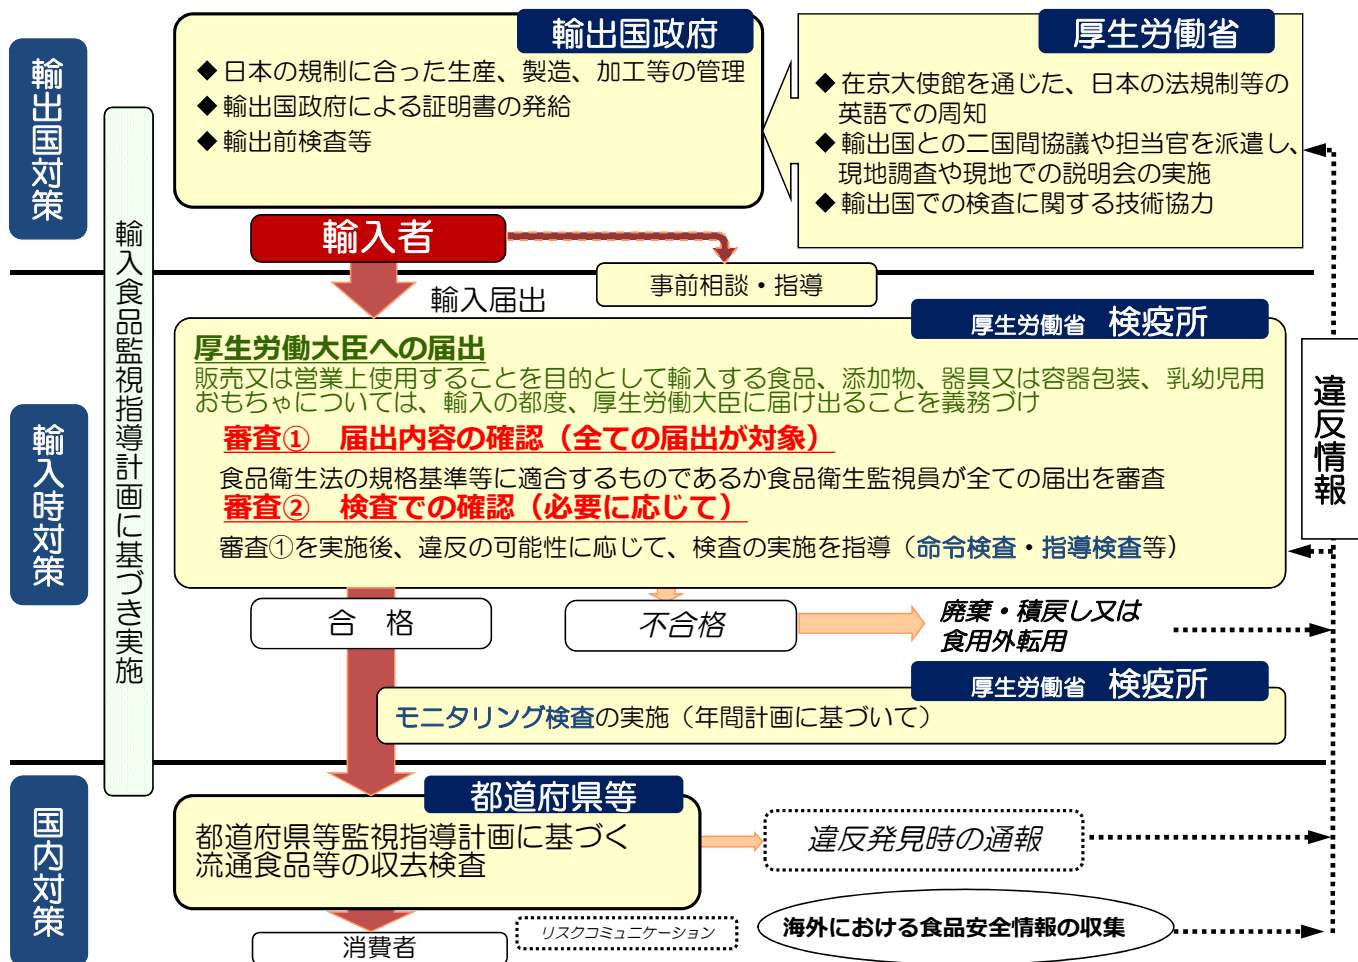 輸出国対策
輸入食品監視指導計画に基づき実施
輸出国政府
◆日本の規制に合った生産、製造、加工等の管理
◆輸出国政府による証明書の発給
◆輸出前検査等
厚生労働省
◆在京大使館を通じた、日本の法規制等の
英語での周知
◆輸出国との二国間協議や担当官を派遣し、
現地調査や現地での説明会の実施
◆輸出国での検査に関する技術協力
輸入者
事前相談・指導
輸入届出
輸入時対策
厚生労働省 検疫所
厚生労働大臣への届出
販売又は営業上使用することを目的として輸入する食品、添加物、器具又は容器包装、乳幼児用
おもちゃについては、輸入の都度、厚生労働大臣に届け出ることを義務づけ
審査① 届出内容の確認（全ての届出が対象）
食品衛生法の規格基準等に適合するものであるか食品衛生監視員が全ての届出を審査
審査② 検査での確認（必要に応じて）
審査①を実施後、違反の可能性に応じて、検査の実施を指導（命令検査・指導検査等）
違反情報
合 格
不合格
廃棄・積戻し又は
食用外転用
厚生労働省 検疫所
モニタリング検査の実施（年間計画に基づいて）
国内対策
都道府県等
都道府県等監視指導計画に基づく
流通食品等の収去検査
違反発見時の通報
消費者
リスクコミュニケーション
海外における食品安全情報の収集